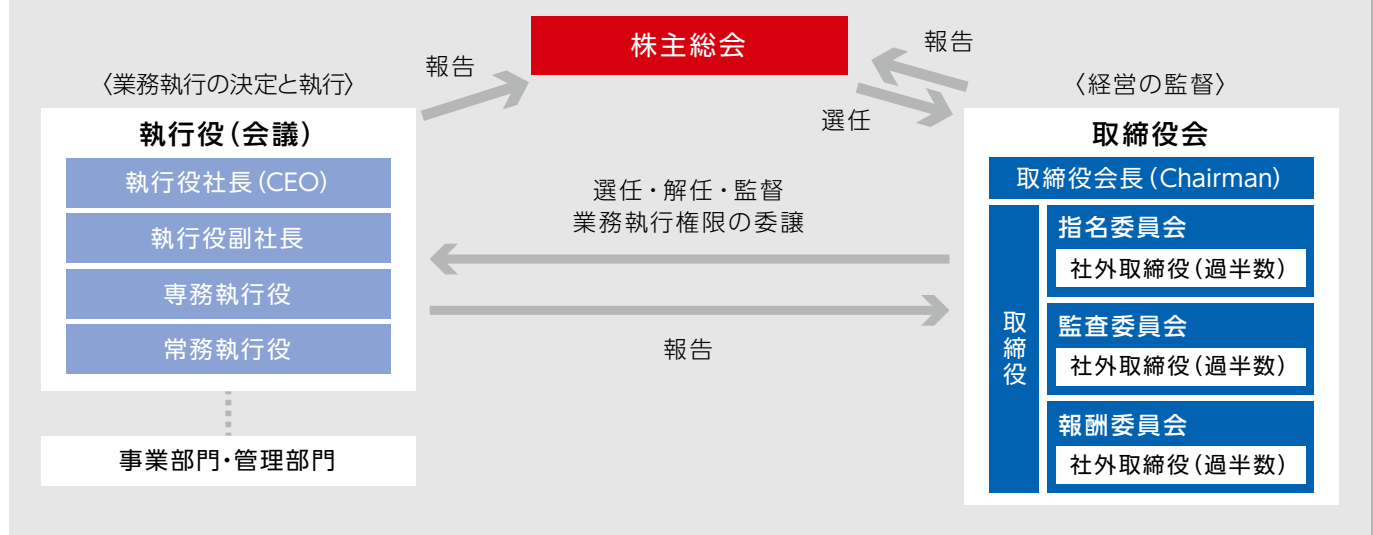 株主総会
報告
報告
選任
〈業務執行の決定と執行〉
執行役(会議)
執行役社長(CEO)
執行役副社長
専務執行役
常務執行役
事業部門・管理部門
選任・解任・監督
業務執行権限の委譲
報告
〈経営の監督〉
取締役会
取締役会長(Chairman)
取締役
指名委員会
社外取締役(過半数)
監査委員会
社外取締役(過半数)
報酬委員会
社外取締役(過半数)